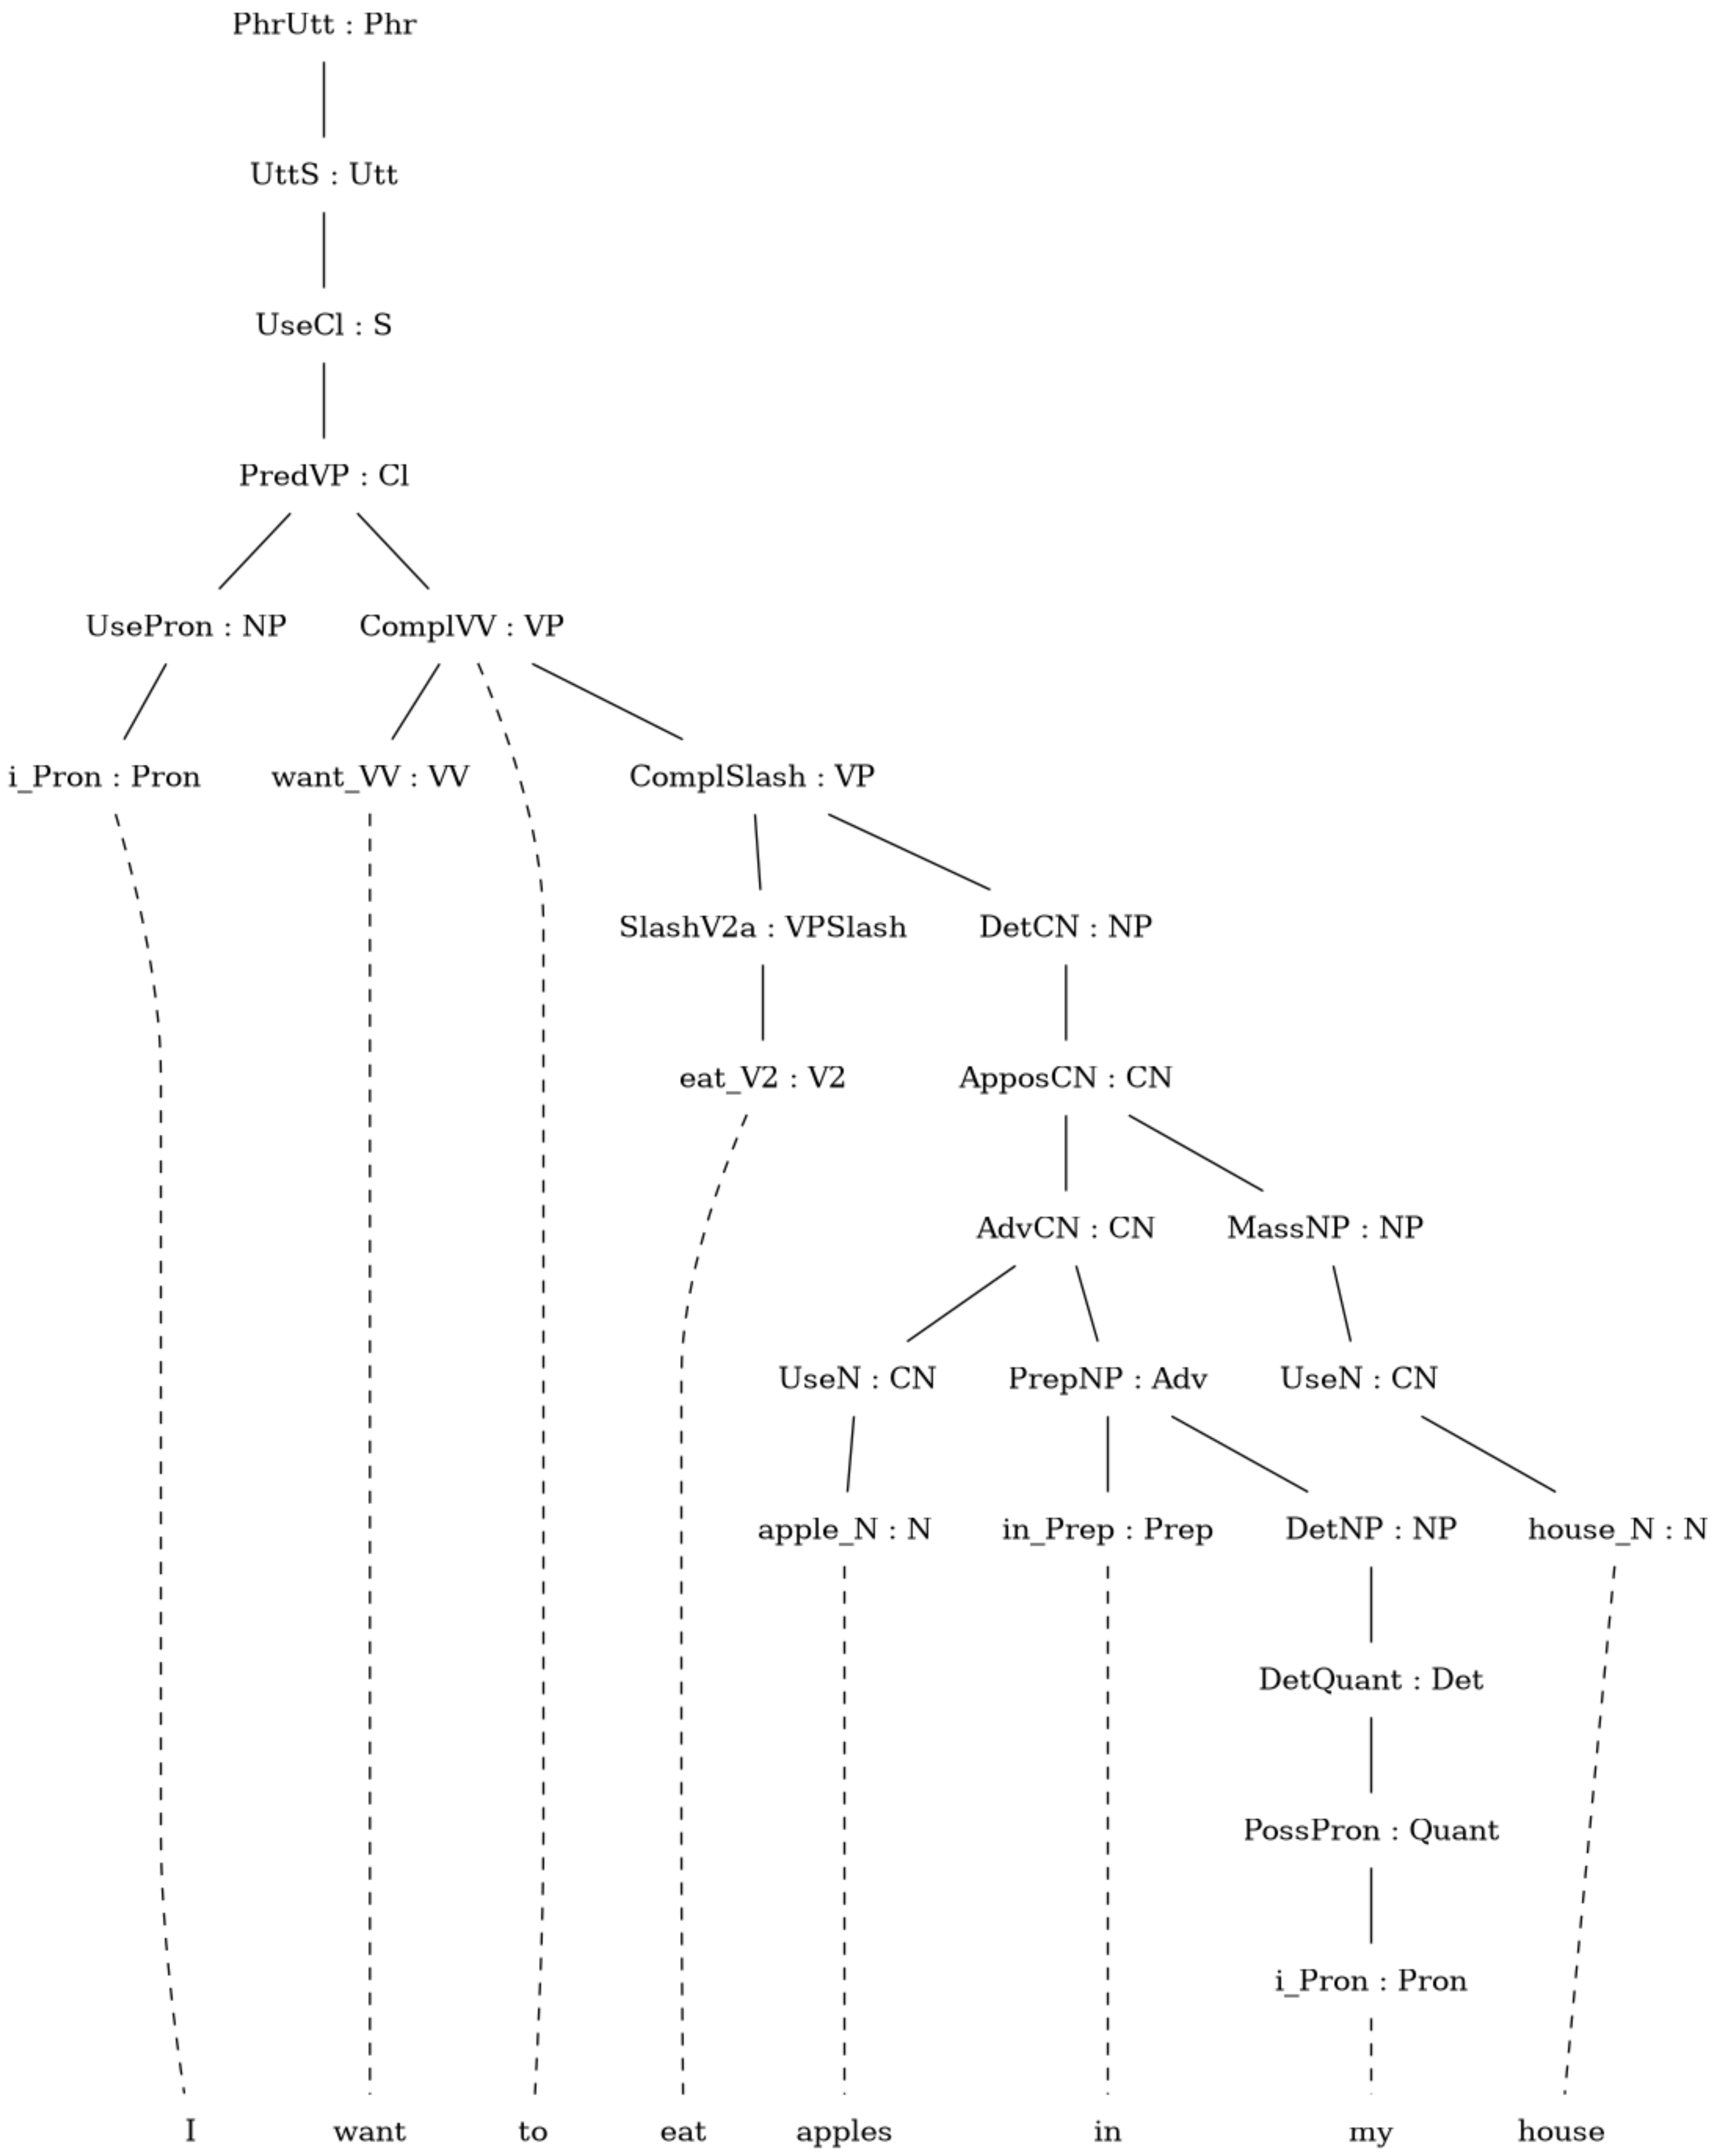 PhrUtt : Phr
UttS : Utt
UseCl : S
PredVP : Cl
UsePron : NP ComplVV : VP
i_Pron : Pron want_VV : VV ComplSlash : VP
SlashV2a : VPSlash DetCN : NP
eat_V2 : V2 ApposCN : CN
AdvCN : CN MassNP : NP
UseN : CN PrepNP : Adv UseN : CN
apple_N : N in_Prep : Prep DetNP : NP house_N : N
DetQuant : Det
PossPron : Quant
i_Pron : Pron
I want to eat apples in my house